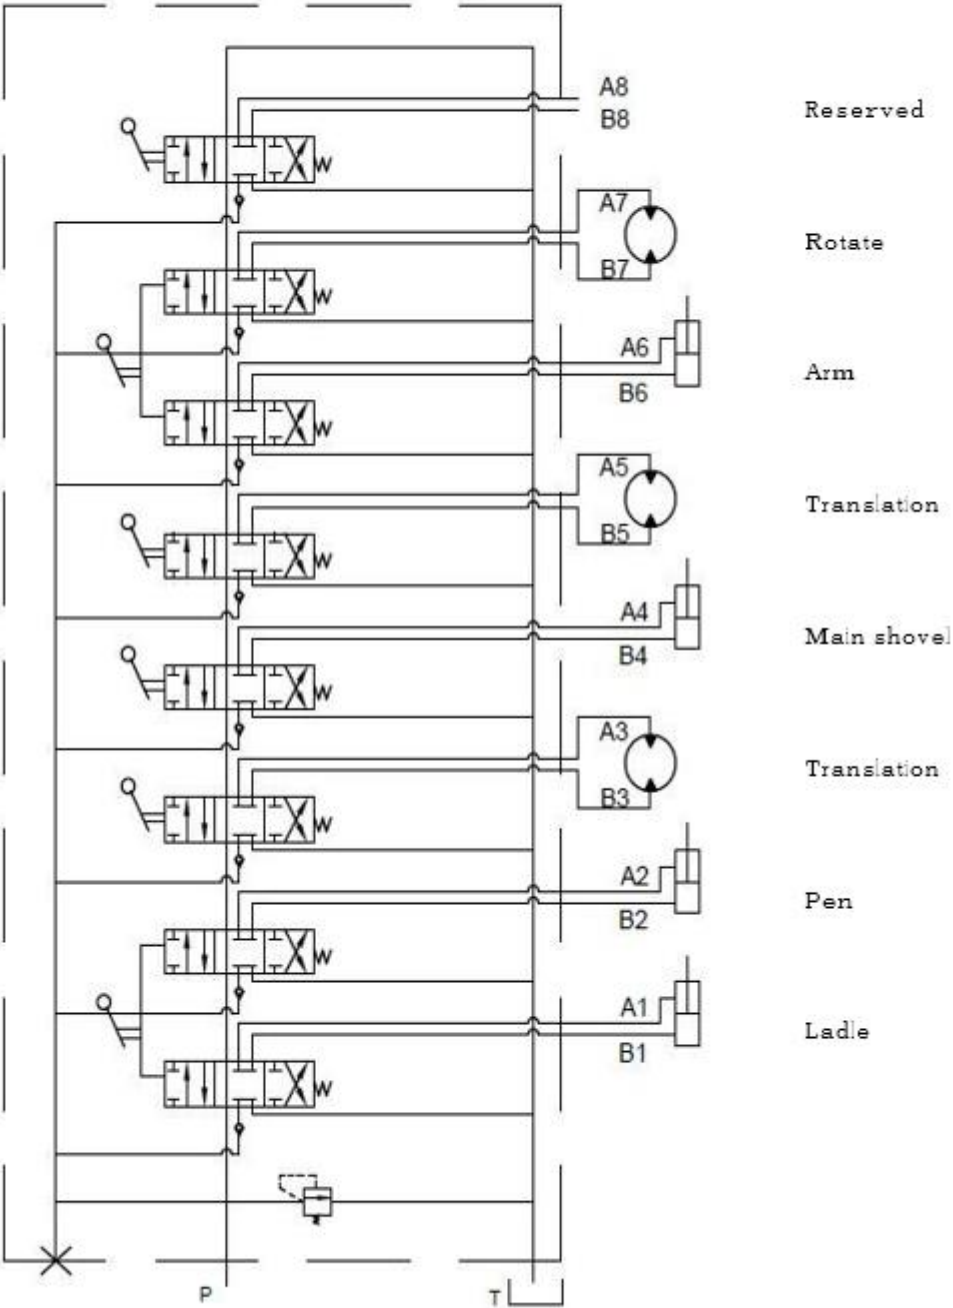 A8
B8
Reserved
A7
B7
Rotate
A6
B6
Arm
A5
B5
Translation
A4
B4
Main shovel
A3
B3
Translation
A2
B2
Pen
A1
B1
Ladle
P
T